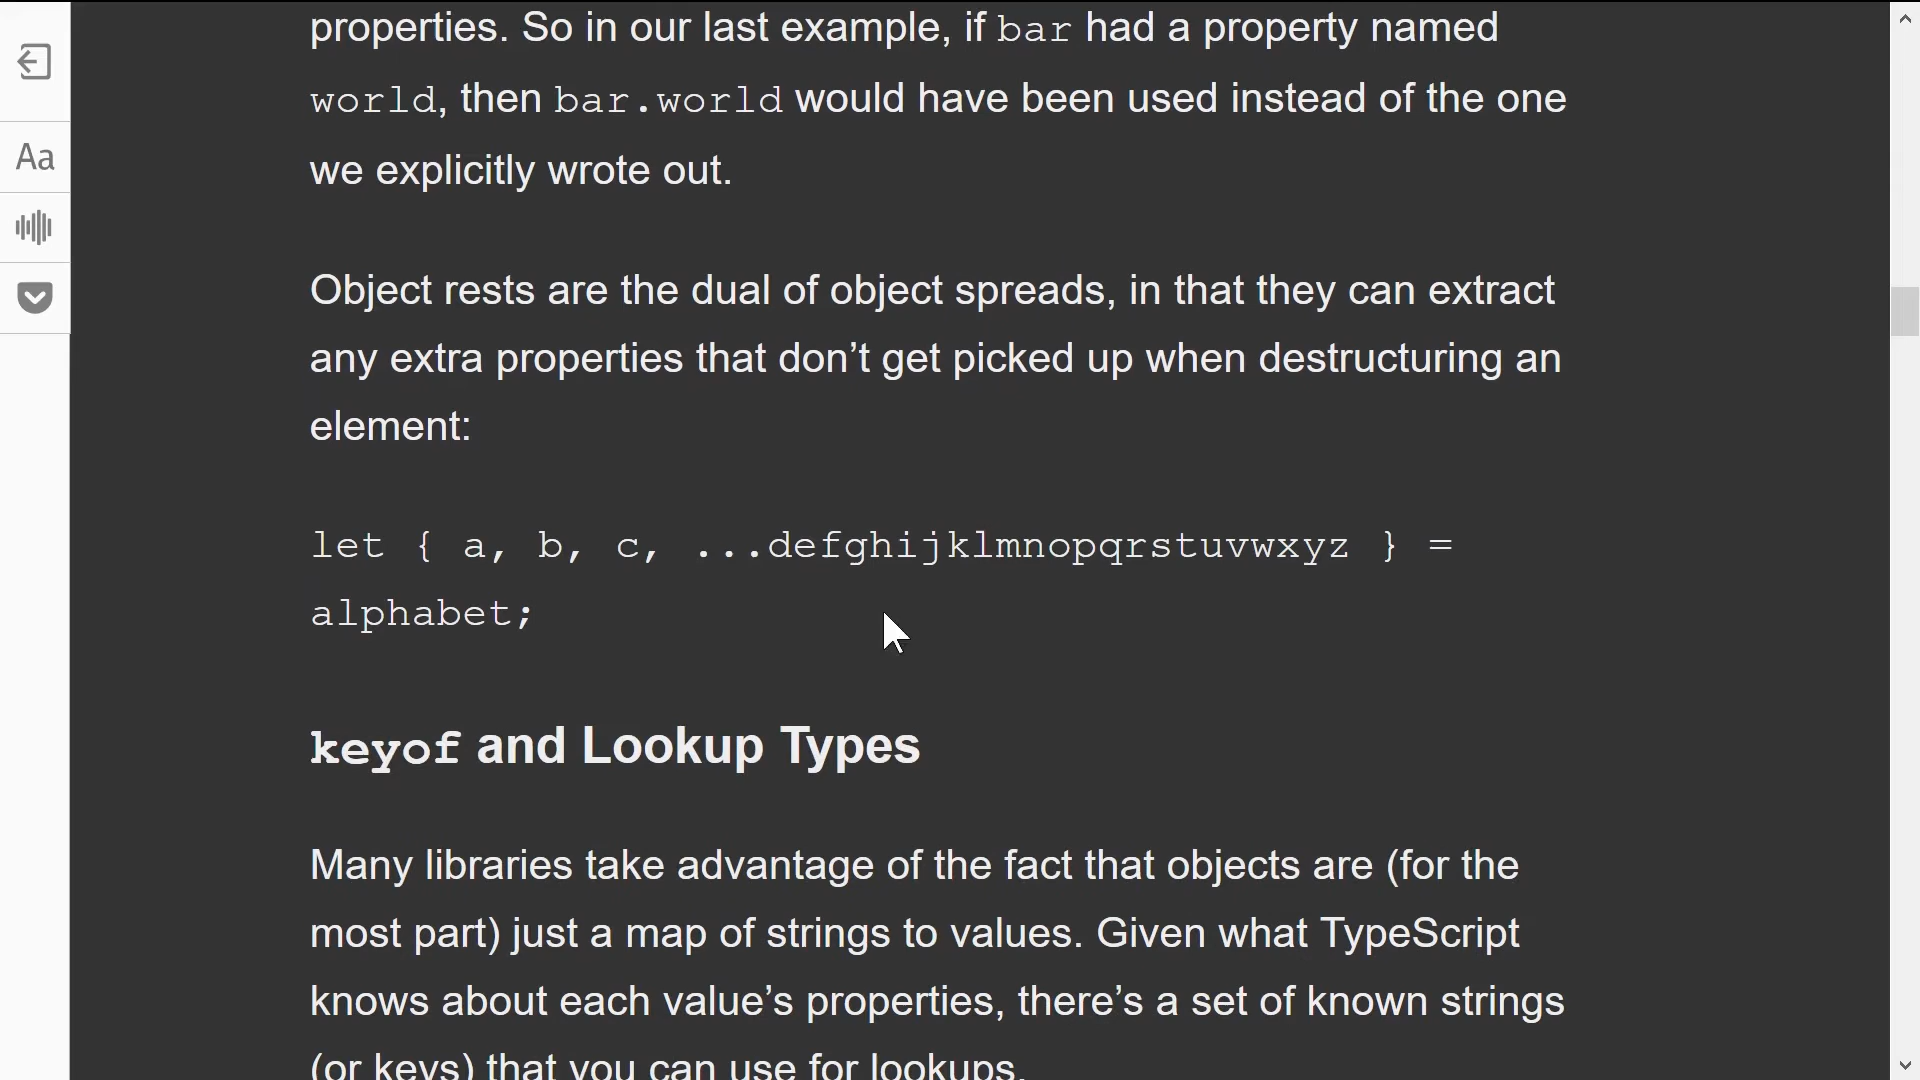 properties. So in our last example, if bar had a property named
world, then bar.world would have been used instead of the one
we explicitly wrote out.
Aa
Object rests are the dual of object spreads, in that they can extract
any extra properties that don’t get picked up when destructuring an
element:
let { a, b, c, ...defghijklmnopqrstuvwxyz } =
alphabet;
keyof and Lookup Types
Many libraries take advantage of the fact that objects are (for the
most part) just a map of strings to values. Given what TypeScript
knows about each value’s properties, there’s a set of known strings
(or keys) that you can use for lookups.